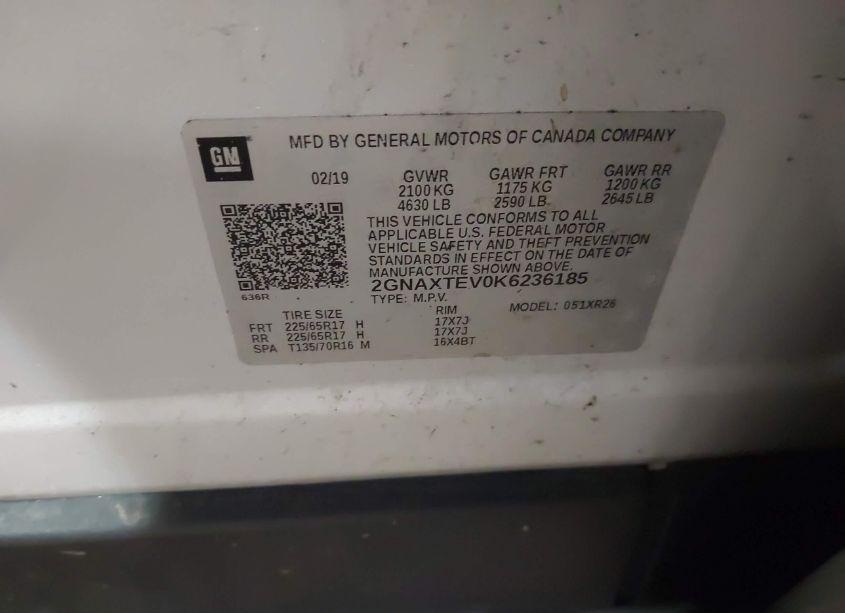 GM
MFD BY GENERAL MOTORS OF CANADA COMPANY
02/19 GVWR GAWR FRT GAWR RR
2100 KG 1175 KG 1200 KG
4630 LB 2590 LB 2645 LB
THIS VEHICLE CONFORMS TO ALL
APPLICABLE U.S. FEDERAL MOTOR
VEHICLE SAFETY AND THEFT PREVENTION
STANDARDS IN EFFECT ON THE DATE OF
MANUFACTURE SHOWN ABOVE.
2GNAXTEV0K6236185
636R
TYPE: M.P.V. MODEL: 051XR26
TIRE SIZE RIM
FRT 225/65R17 H 17X7J
RR 225/65R17 H 17X7J
SPA T135/70R16 M 16X4BT